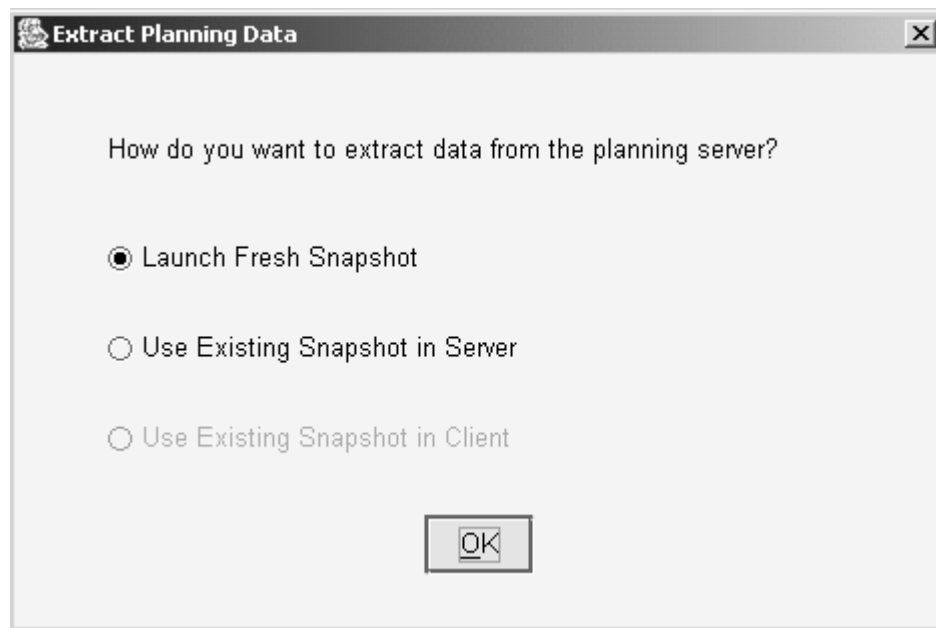 Extract Planning Data
How do you want to extract data from the planning server?
Launch Fresh Snapshot
Use Existing Snapshot in Server
Use Existing Snapshot in Client
OK